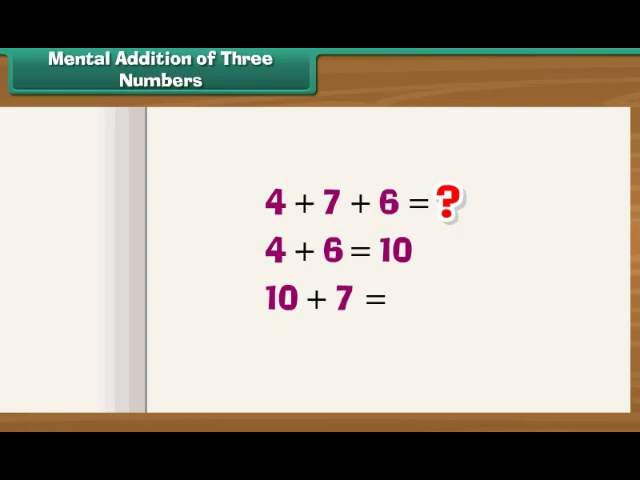 Mental Addition of Three
Numbers
4 + 7 + 6 = ?
4 + 6 = 10
10 + 7 =